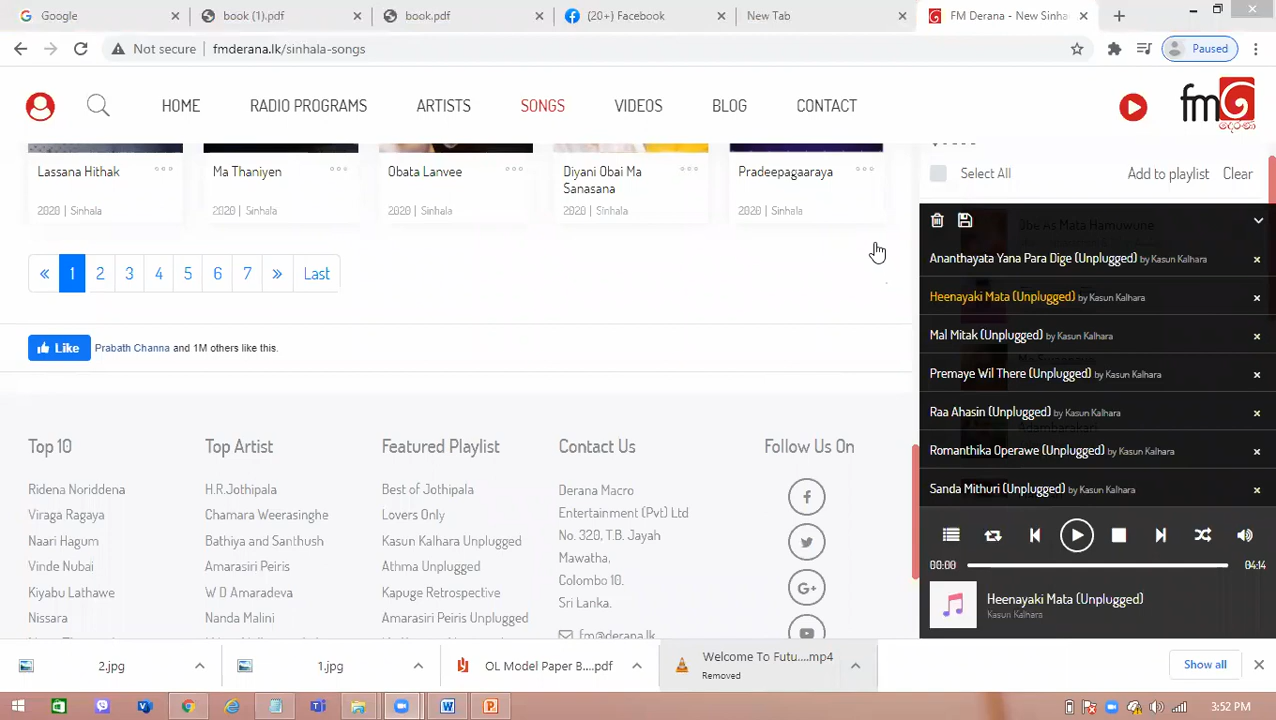 Google
book (1).pdf
book.pdf
(20+) Facebook
New Tab
FM Derana - New Sinha
Not secure
fmderana.lk/sinhala-songs
Paused
HOME
RADIO PROGRAMS
ARTISTS
SONGS
VIDEOS
BLOG
CONTACT
fm
දෙරණ
Lassana Hithak
Ma Thaniyen
Obata Lanvee
Diyani Obai Ma
Sanasana
Pradeepagaaraya
2020 | Sinhala
2020 | Sinhala
2020 | Sinhala
2020 | Sinhala
2020 | Sinhala
Select All
Add to playlist
Clear
Obe As Mata Hamuwune
« 1 2 3 4 5 6 7 » Last
Like
Prabath Channa and 1M others like this.
Ananthayata Yana Para Dige (Unplugged) by Kasun Kalhara ×
Heenayaki Mata (Unplugged) by Kasun Kalhara ×
Mal Mitak (Unplugged) by Kasun Kalhara ×
Premaye Wil There (Unplugged) by Kasun Kalhara ×
Raa Ahasin (Unplugged) by Kasun Kalhara ×
Adambarakari
Romanthika Operawe (Unplugged) by Kasun Kalhara ×
Sanda Mithuri (Unplugged) by Kasun Kalhara ×
00:00
04:14
Heenayaki Mata (Unplugged)
Kasun Kalhara
Top 10
Ridena Noriddena
Viraga Ragaya
Naari Hagum
Vinde Nubai
Kiyabu Lathawe
Nissara
Top Artist
H.R.Jothipala
Chamara Weerasinghe
Bathiya and Santhush
Amarasiri Peiris
W D Amaradeva
Nanda Malini
Featured Playlist
Best of Jothipala
Lovers Only
Kasun Kalhara Unplugged
Athma Unplugged
Kapuge Retrospective
Amarasiri Peiris Unplugged
Contact Us
Derana Macro
Entertainment (Pvt) Ltd
No. 320, T.B. Jayah
Mawatha,
Colombo 10,
Sri Lanka.
fm@derana.lk
Follow Us On
2.jpg
1.jpg
OL Model Paper B....pdf
Welcome To Futu....mp4
Removed
Show all
3:52 PM